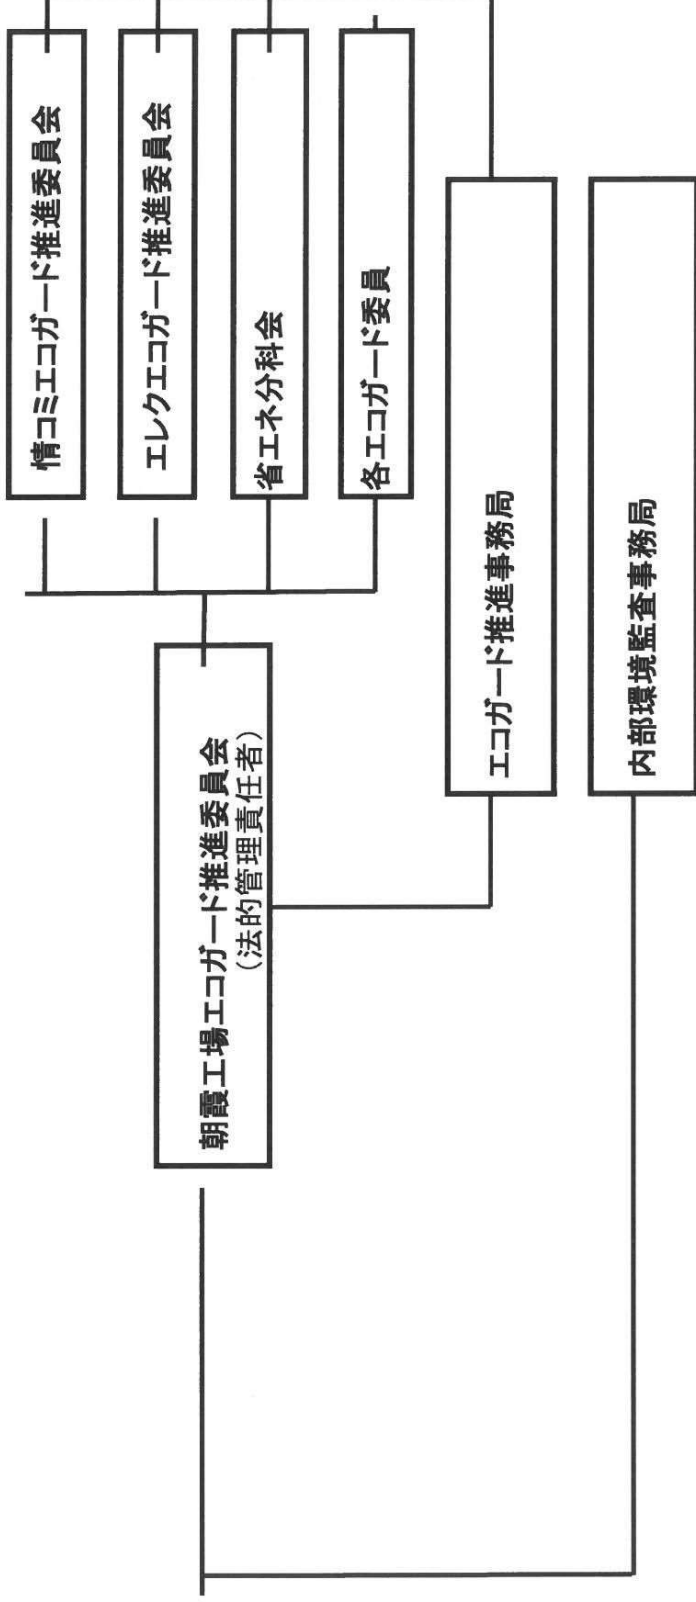 情コミエコガード推進委員会
エレクエコガード推進委員会
省エネ分科会
各エコガード委員
朝霞工場エコガード推進委員会
（法的管理責任者）
エコガード推進事務局
内部環境監査事務局